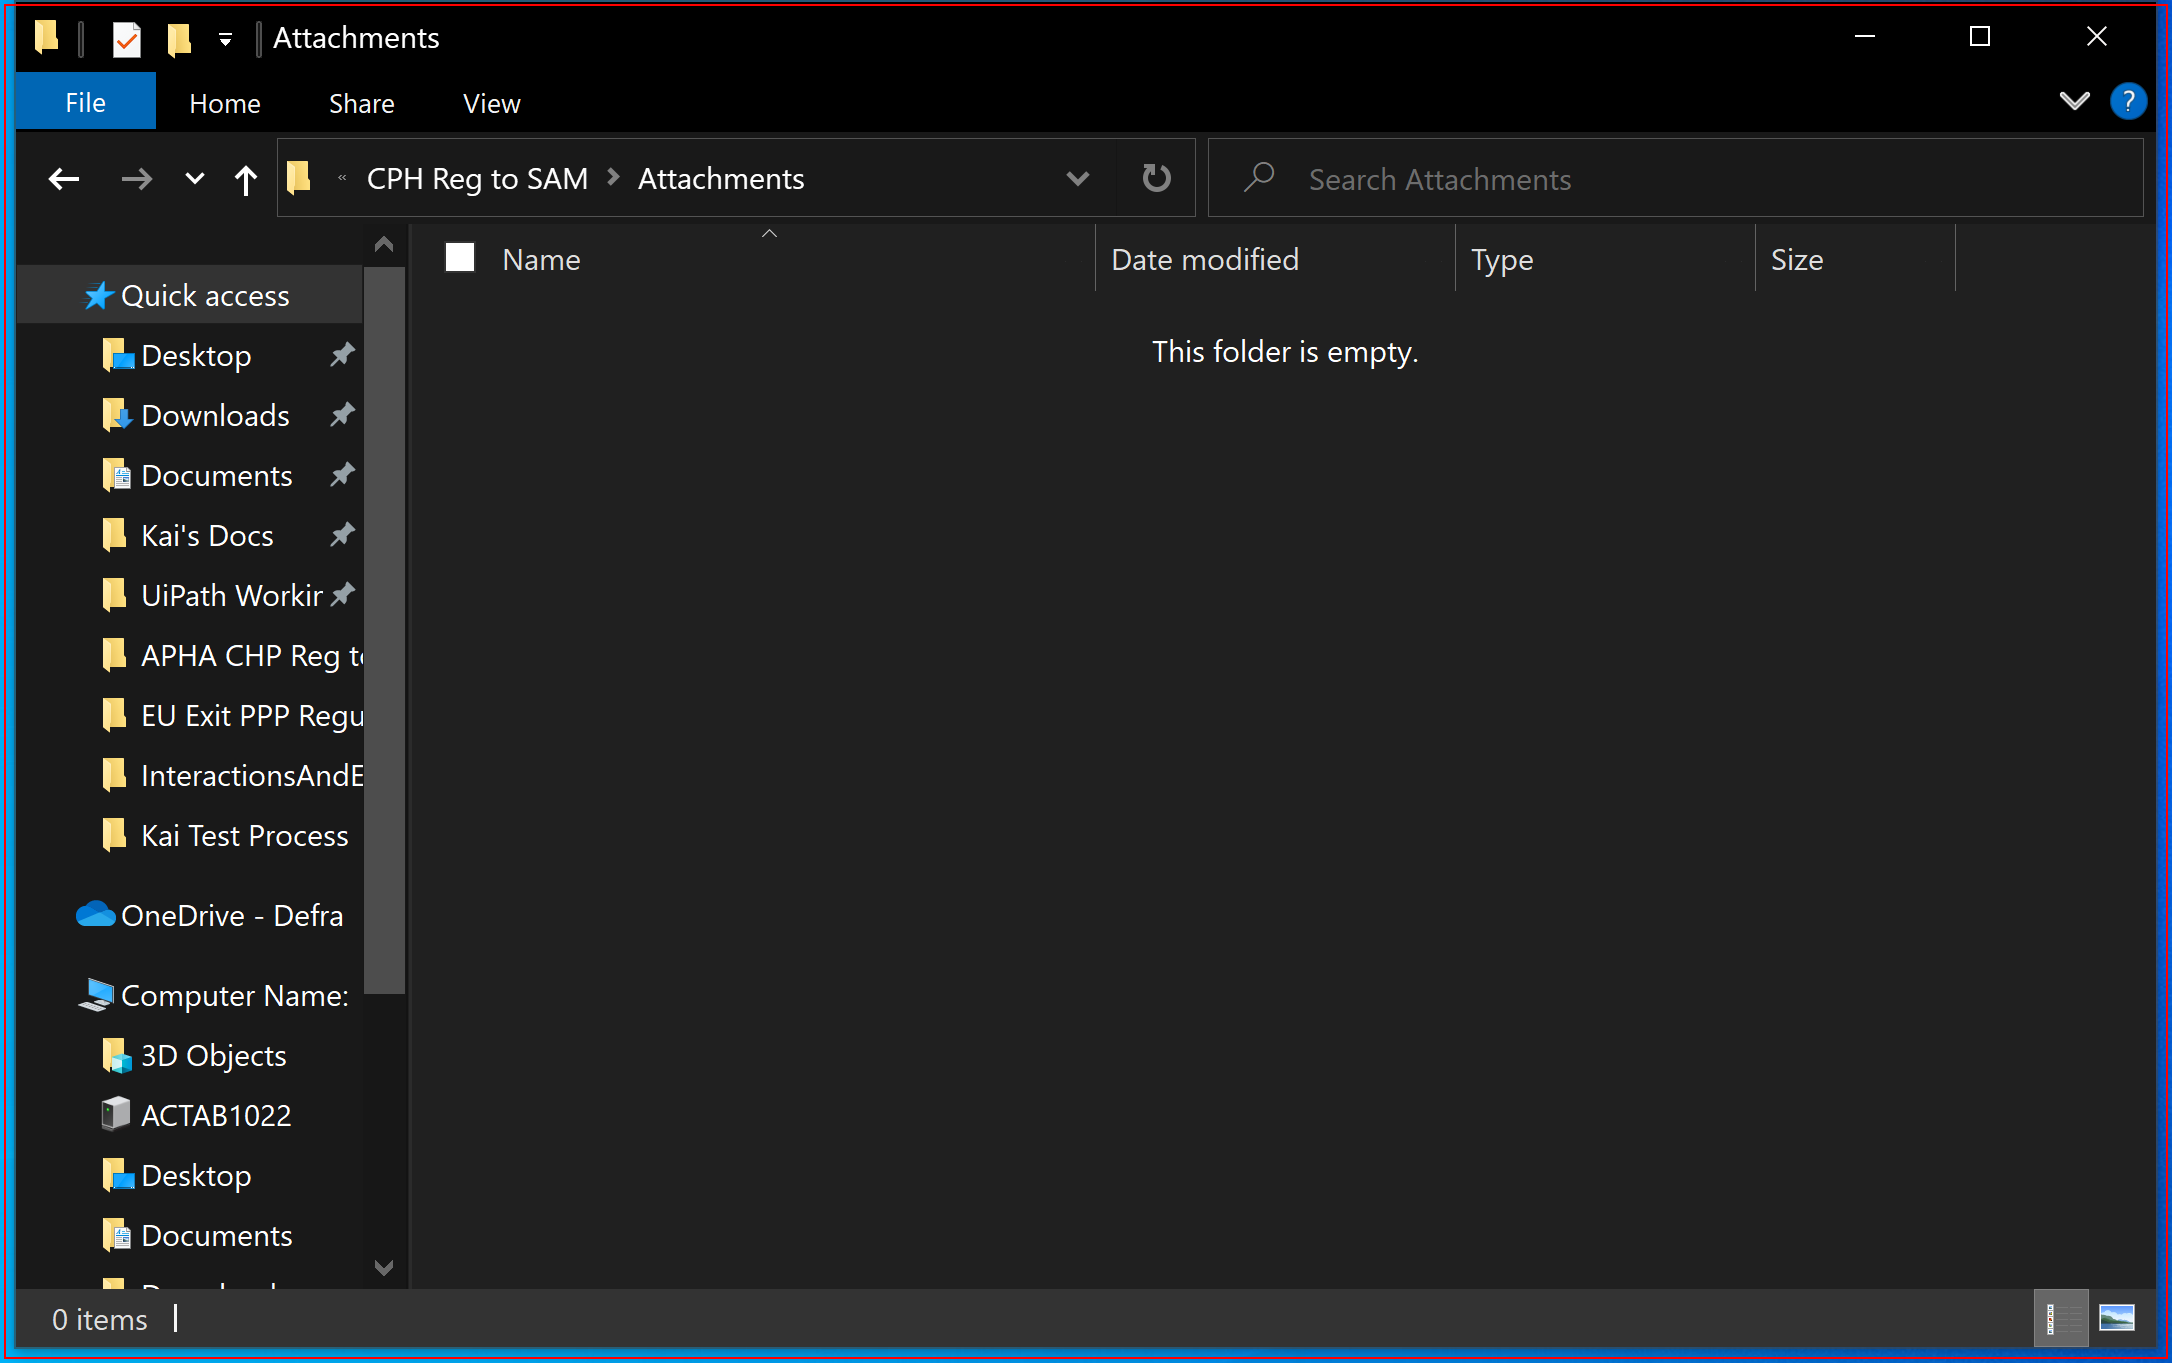 Attachments
File Home Share View ?
« CPH Reg to SAM > Attachments Search Attachments
Name Date modified Type Size
This folder is empty.
Quick access
Desktop
Downloads
Documents
Kai's Docs
UiPath Workin
APHA CHP Reg to
EU Exit PPP Regu
InteractionsAndE
Kai Test Process
OneDrive - Defra
Computer Name:
3D Objects
ACTAB1022
Desktop
Documents
0 items